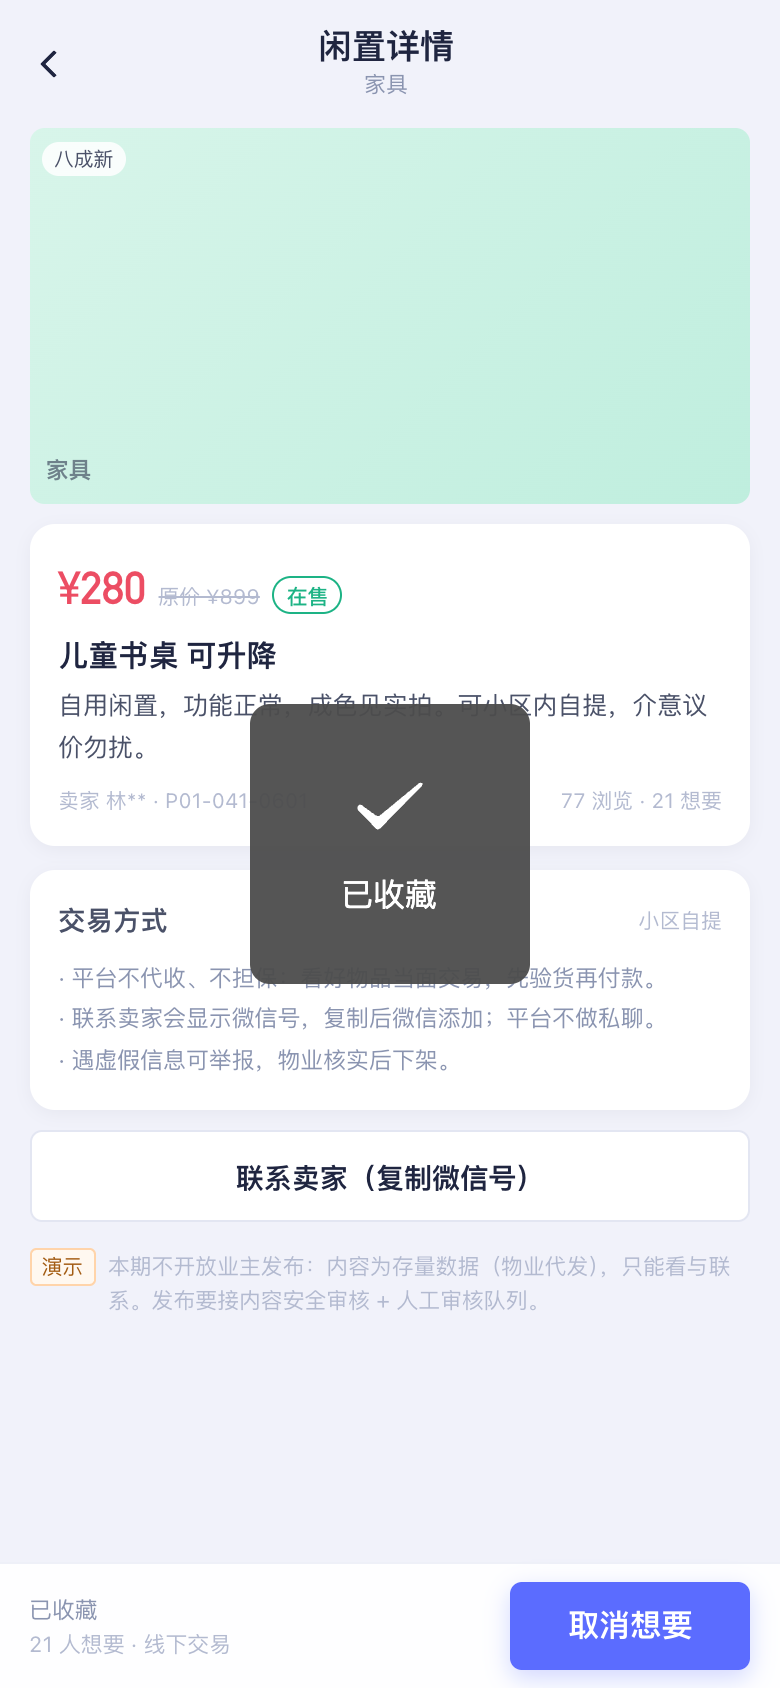 闲置详情
家具
八成新
家具
¥280 原价 ¥899 在售
儿童书桌 可升降
自用闲置，功能正常，成色见实拍。可小区内自提，介意议
价勿扰。
卖家 林** · P01-041-0601
77 浏览 · 21 想要
已收藏
交易方式
小区自提
· 平台不代收、不担保；看好物品当面交易，先验货再付款。
· 联系卖家会显示微信号，复制后微信添加；平台不做私聊。
· 遇虚假信息可举报，物业核实后下架。
联系卖家（复制微信号）
演示 本期不开放业主发布：内容为存量数据（物业代发），只能看与联
系。发布要接内容安全审核 + 人工审核队列。
已收藏
21 人想要 · 线下交易
取消想要